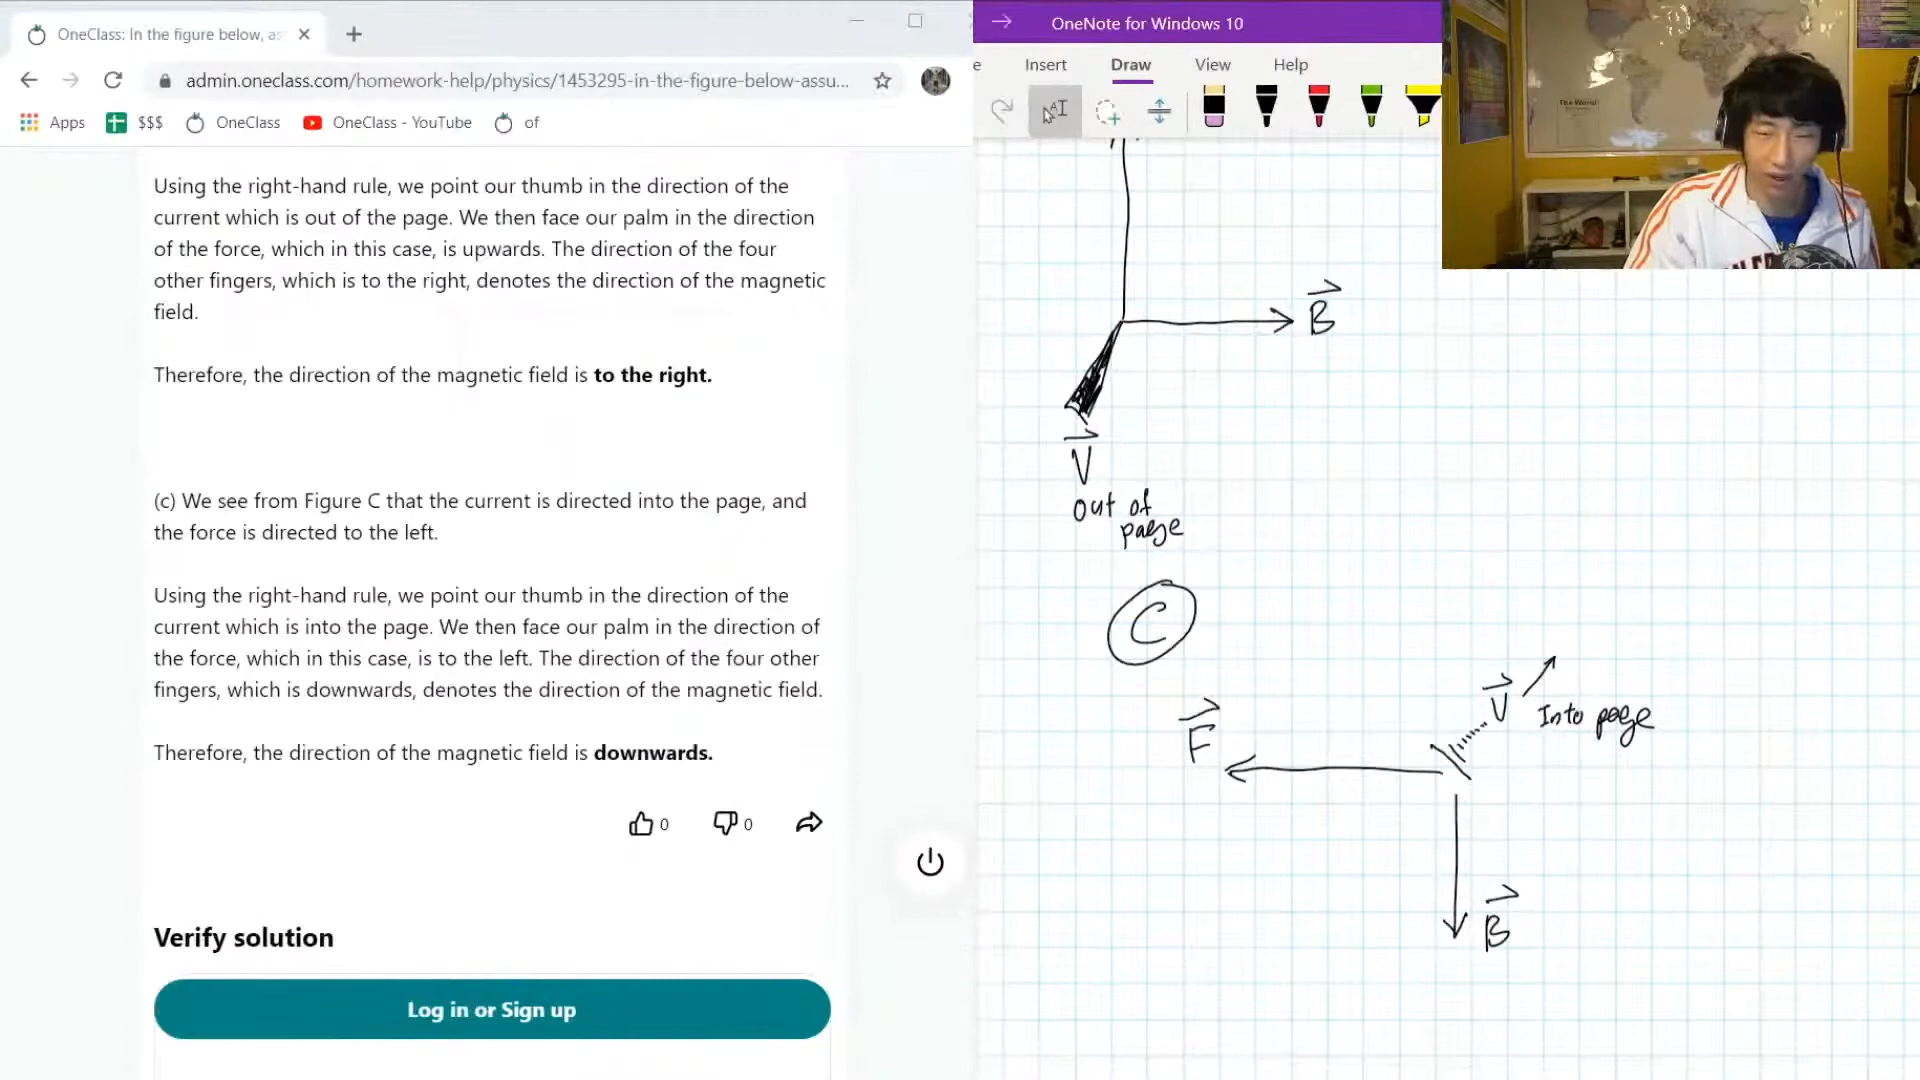 OneClass: In the figure below, as
admin.oneclass.com/homework-help/physics/1453295-in-the-figure-below-assu...
Apps
$$$
OneClass
OneClass - YouTube
of
Using the right-hand rule, we point our thumb in the direction of the
current which is out of the page. We then face our palm in the direction
of the force, which in this case, is upwards. The direction of the four
other fingers, which is to the right, denotes the direction of the magnetic
field.
Therefore, the direction of the magnetic field is to the right.
(c) We see from Figure C that the current is directed into the page, and
the force is directed to the left.
Using the right-hand rule, we point our thumb in the direction of the
current which is into the page. We then face our palm in the direction of
the force, which in this case, is to the left. The direction of the four other
fingers, which is downwards, denotes the direction of the magnetic field.
Therefore, the direction of the magnetic field is downwards.
0
0
Verify solution
Log in or Sign up
OneNote for Windows 10
Insert
Draw
View
Help
B
V
out of
page
C
F
V
Into page
B
The World